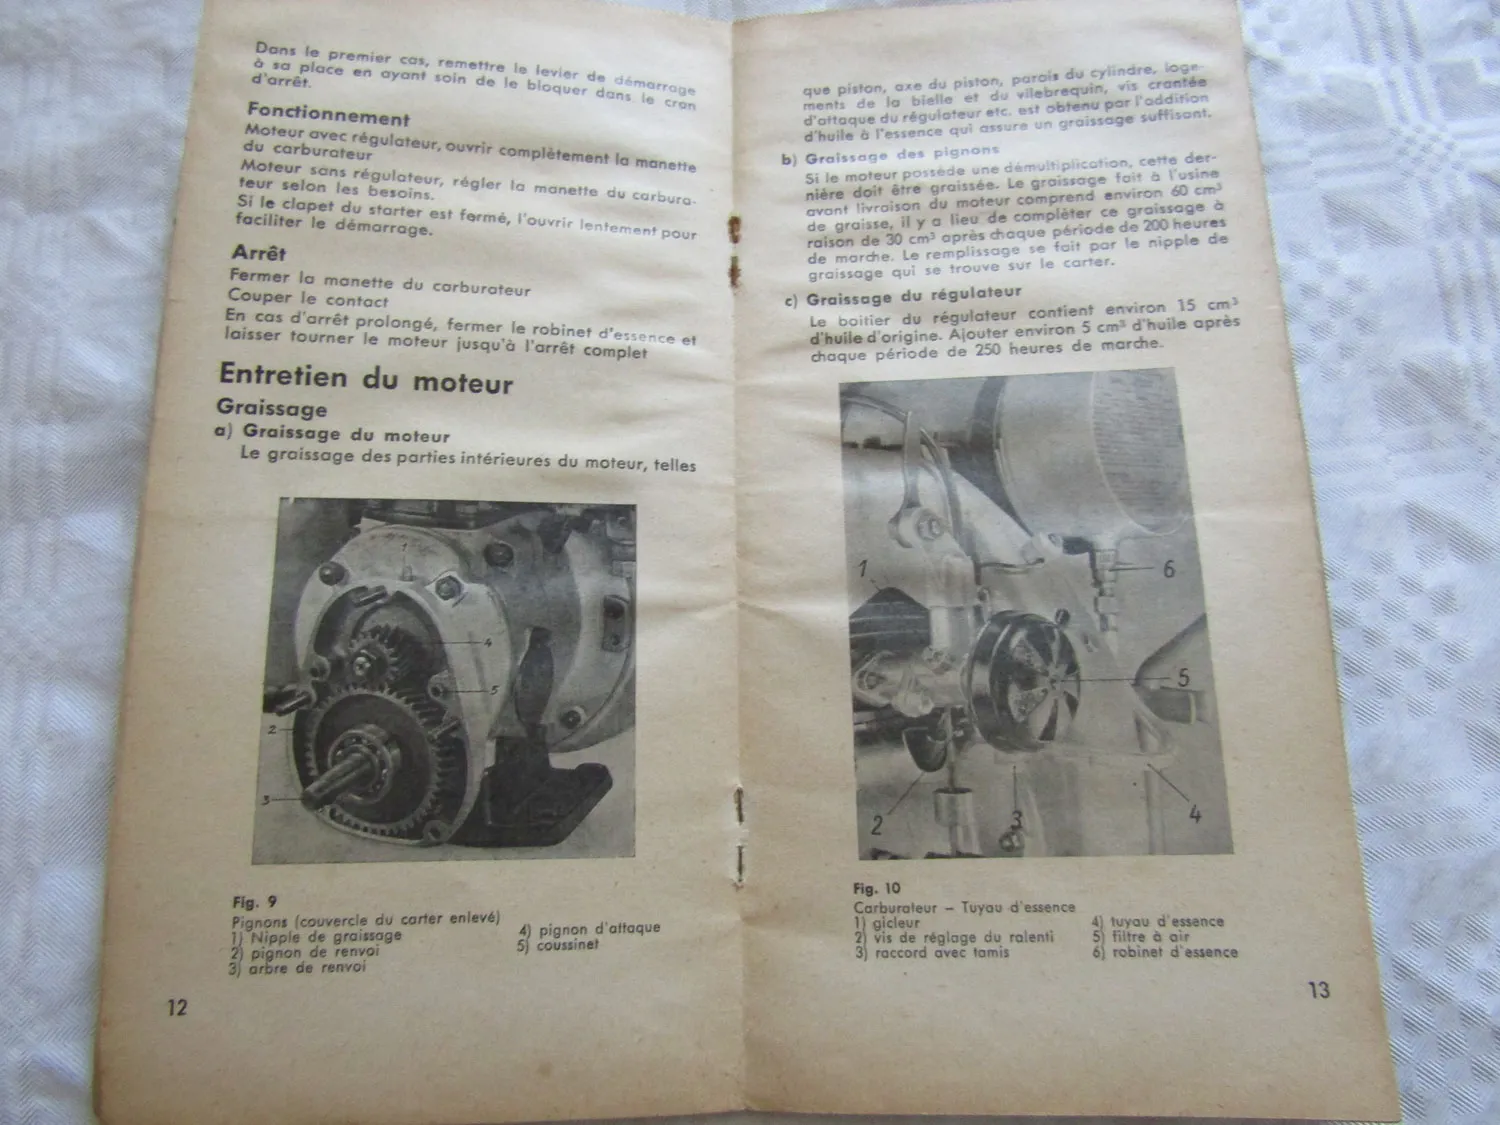 Dans le premier cas, remettre le levier de démarrage
à sa place en ayant soin de le bloquer dans le cran
d'arrêt.
Fonctionnement
Moteur avec régulateur, ouvrir complètement la manette
du carburateur
Moteur sans régulateur, régler la manette du carbura-
teur selon les besoins.
Si le clapet du starter est fermé, l'ouvrir lentement pour
faciliter le démarrage.
Arrêt
Fermer la manette du carburateur
Couper le contact
En cas d'arrêt prolongé, fermer le robinet d'essence et
laisser tourner le moteur jusqu'à l'arrêt complet
Entretien du moteur
Graissage
a) Graissage du moteur
Le graissage des parties intérieures du moteur, telles
1
4
5
2
3
Fig. 9
Pignons (couvercle du carter enlevé)
1) Nipple de graissage
2) pignon de renvoi
3) arbre de renvoi
4) pignon d'attaque
5) coussinet
12
que piston, axe du piston, parois du cylindre, loge-
ments de la bielle et du vilebrequin, vis crantée
d'attaque du régulateur etc. est obtenu par l'addition
d'huile à l'essence qui assure un graissage suffisant.
b) Graissage des pignons
Si le moteur possède une démultiplication, cette der-
nière doit être graissée. Le graissage fait à l'usine
avant livraison du moteur comprend environ 60 cm³
de graisse, il y a lieu de complèter ce graissage à
raison de 30 cm³ après chaque période de 200 heures
de marche. Le remplissage se fait par le nipple de
graissage qui se trouve sur le carter.
c) Graissage du régulateur
Le boitier du régulateur contient environ 15 cm³
d'huile d'origine. Ajouter environ 5 cm³ d'huile après
chaque période de 250 heures de marche.
1
6
5
2
3
4
Fig. 10
Carburateur – Tuyau d'essence
1) gicleur
2) vis de réglage du ralenti
3) raccord avec tamis
4) tuyau d'essence
5) filtre à air
6) robinet d'essence
13